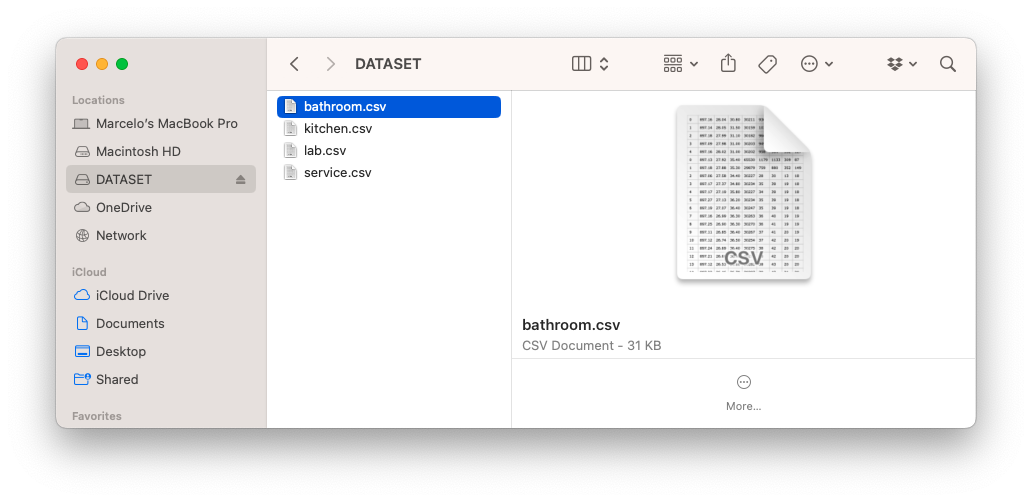 DATASET
Locations
Marcelo’s MacBook Pro
Macintosh HD
DATASET
OneDrive
Network
iCloud
iCloud Drive
Documents
Desktop
Shared
Favorites
bathroom.csv
kitchen.csv
lab.csv
service.csv
CSV
bathroom.csv
CSV Document - 31 KB
More...